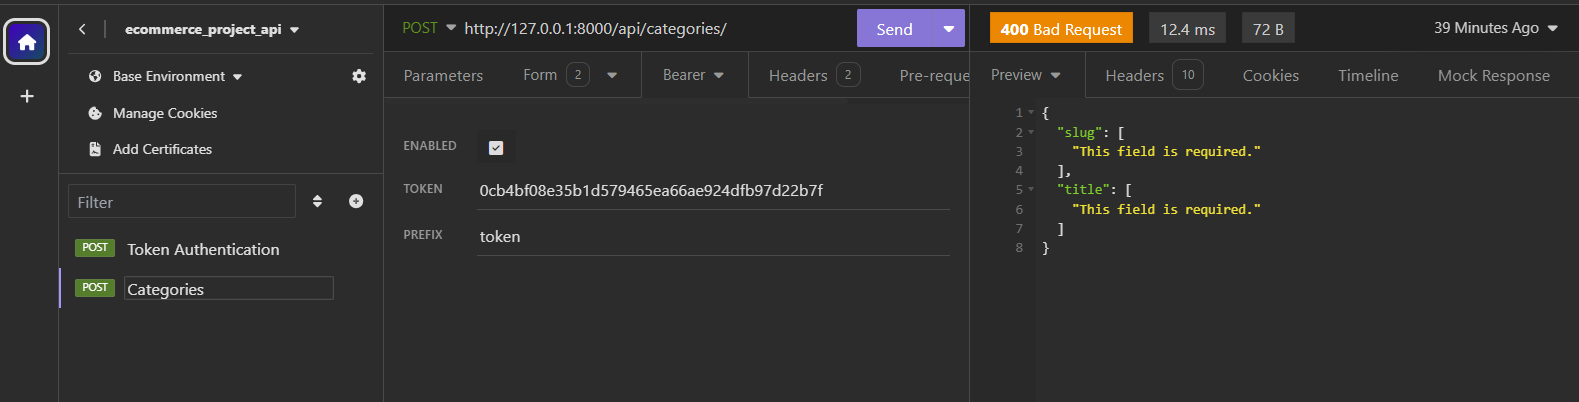 ecommerce_project_api
Base Environment
Manage Cookies
Add Certificates
Filter
POST Token Authentication
POST Categories
POST http://127.0.0.1:8000/api/categories/ Send
Parameters Form 2 Bearer Headers 2 Pre-reque
ENABLED
TOKEN 0cb4bf08e35b1d579465ea66ae924dfb97d22b7f
PREFIX token
400 Bad Request 12.4 ms 72 B 39 Minutes Ago
Preview Headers 10 Cookies Timeline Mock Response
1 {
2 "slug": [
3 "This field is required."
4 ],
5 "title": [
6 "This field is required."
7 ]
8 }